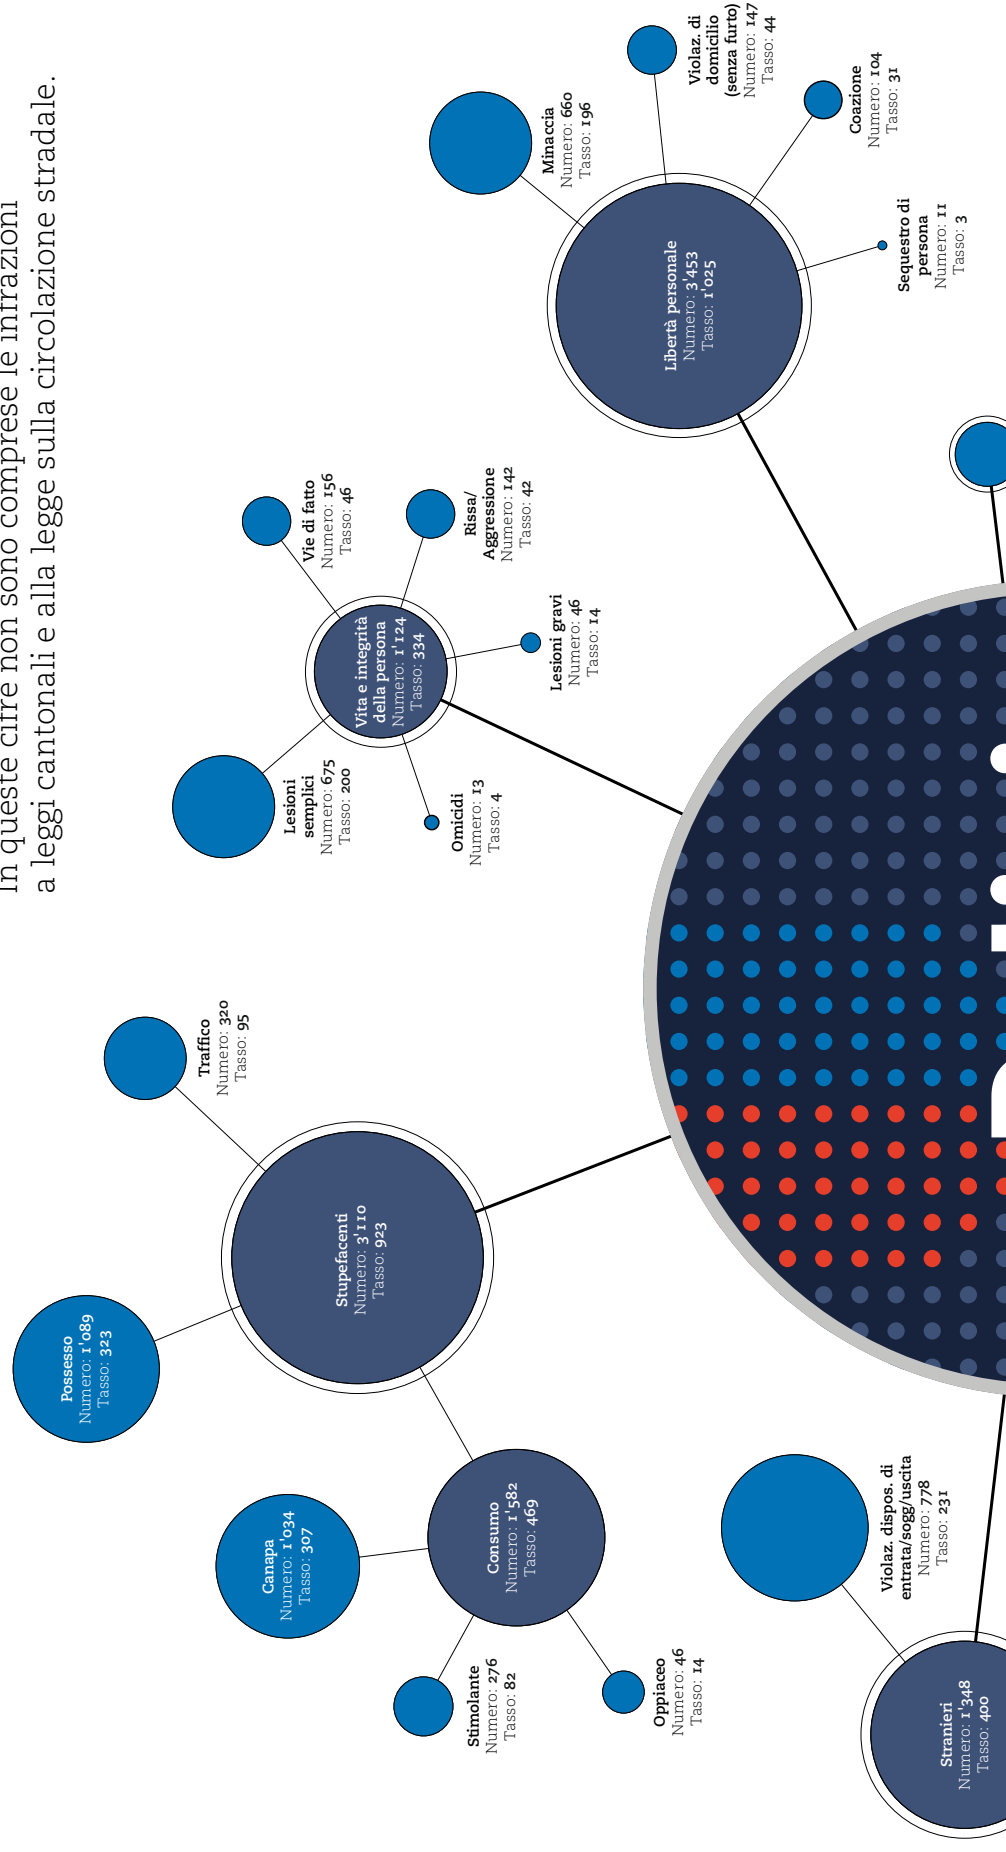 In queste cifre non sono comprese le infrazioni
a leggi cantonali e alla legge sulla circolazione stradale.
Possesso
Numero: 1'089
Tasso: 323
Traffico
Numero: 320
Tasso: 95
Stupefacenti
Numero: 3'110
Tasso: 923
Canapa
Numero: 1'034
Tasso: 307
Consumo
Numero: 1'582
Tasso: 469
Stimolante
Numero: 276
Tasso: 82
Oppiaceo
Numero: 46
Tasso: 14
Lesioni
semplici
Numero: 675
Tasso: 200
Vie di fatto
Numero: 156
Tasso: 46
Vita e integrità
della persona
Numero: 1'124
Tasso: 334
Rissa/
Aggressione
Numero: 142
Tasso: 42
Omicidi
Numero: 13
Tasso: 4
Lesioni gravi
Numero: 46
Tasso: 14
Minaccia
Numero: 660
Tasso: 196
Violaz. di
domicilio
(senza furto)
Numero: 147
Tasso: 44
Libertà personale
Numero: 3'453
Tasso: 1'025
Coazione
Numero: 104
Tasso: 31
Sequestro di
persona
Numero: 11
Tasso: 3
Violaz. dispos. di
entrata/sogg/uscita
Numero: 778
Tasso: 231
Stranieri
Numero: 1'348
Tasso: 400